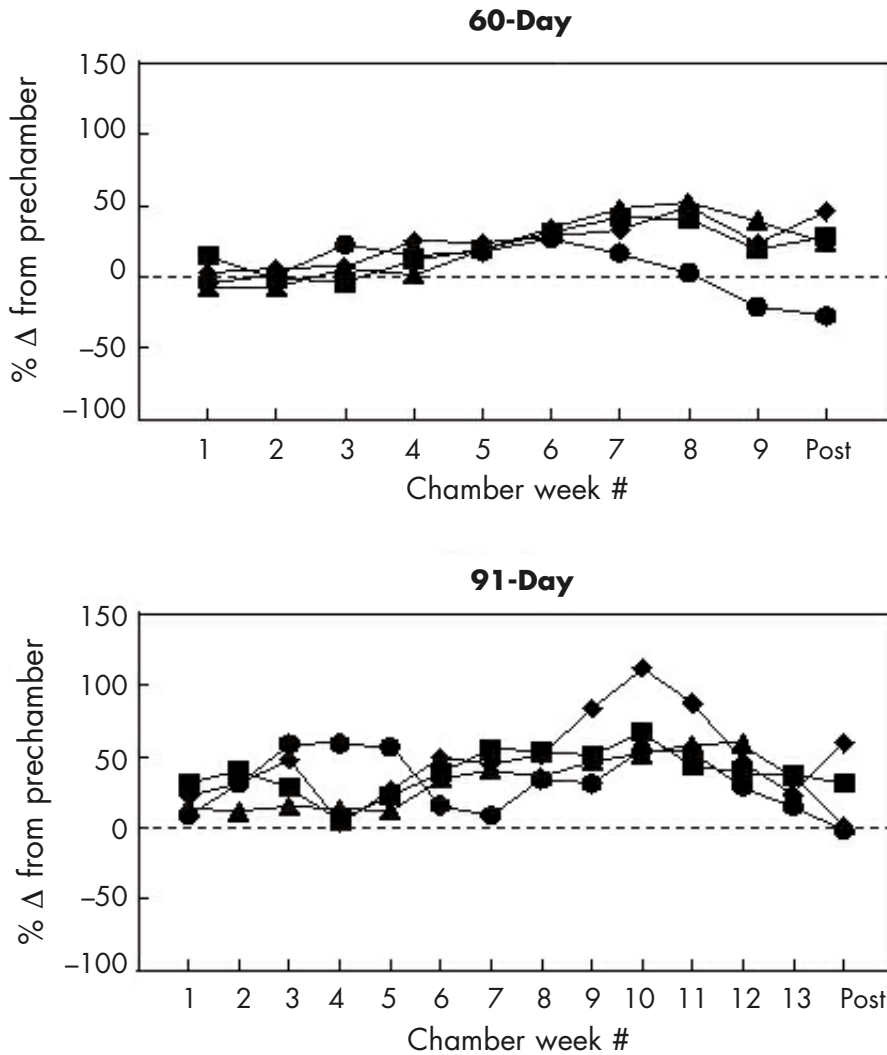 60-Day
% Δ from prechamber
150
100
50
0
–50
–100
1 2 3 4 5 6 7 8 9 Post
Chamber week #
91-Day
% Δ from prechamber
150
100
50
0
–50
–100
1 2 3 4 5 6 7 8 9 10 11 12 13 Post
Chamber week #